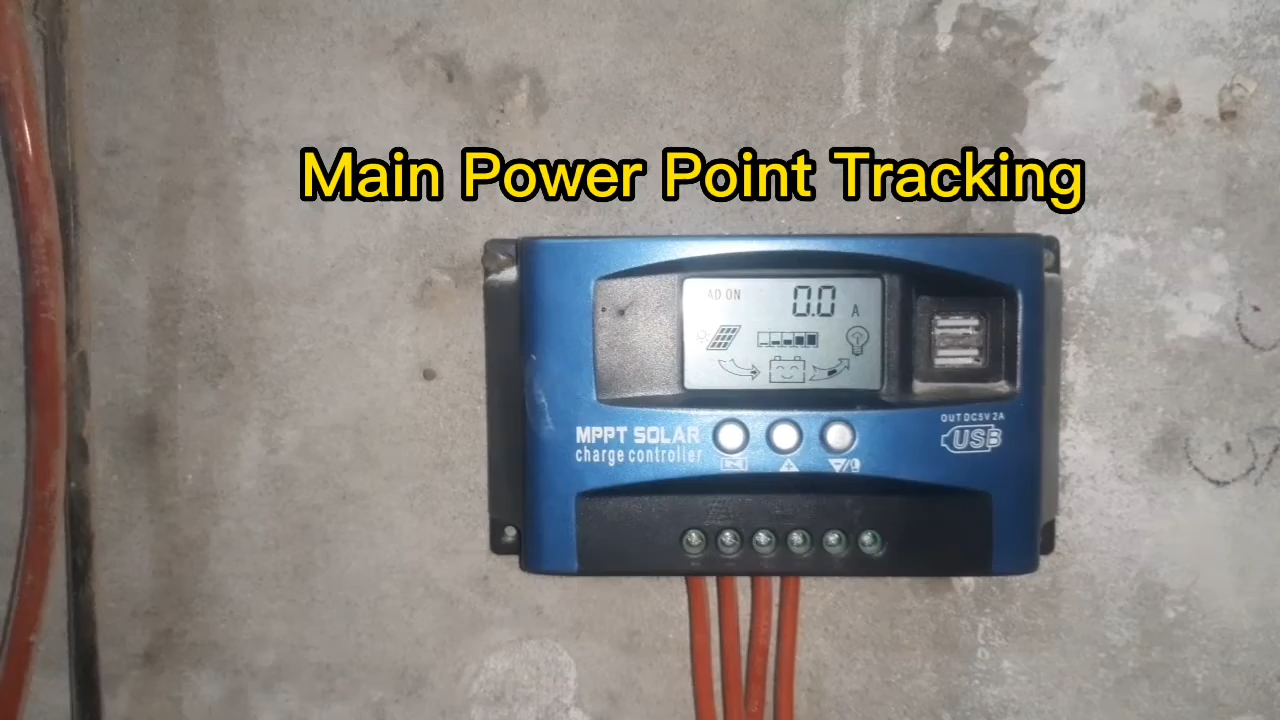 Main Power Point Tracking
AD ON
0.0 A
MPPT SOLAR
charge controller
OUT DC5V 2A
USB